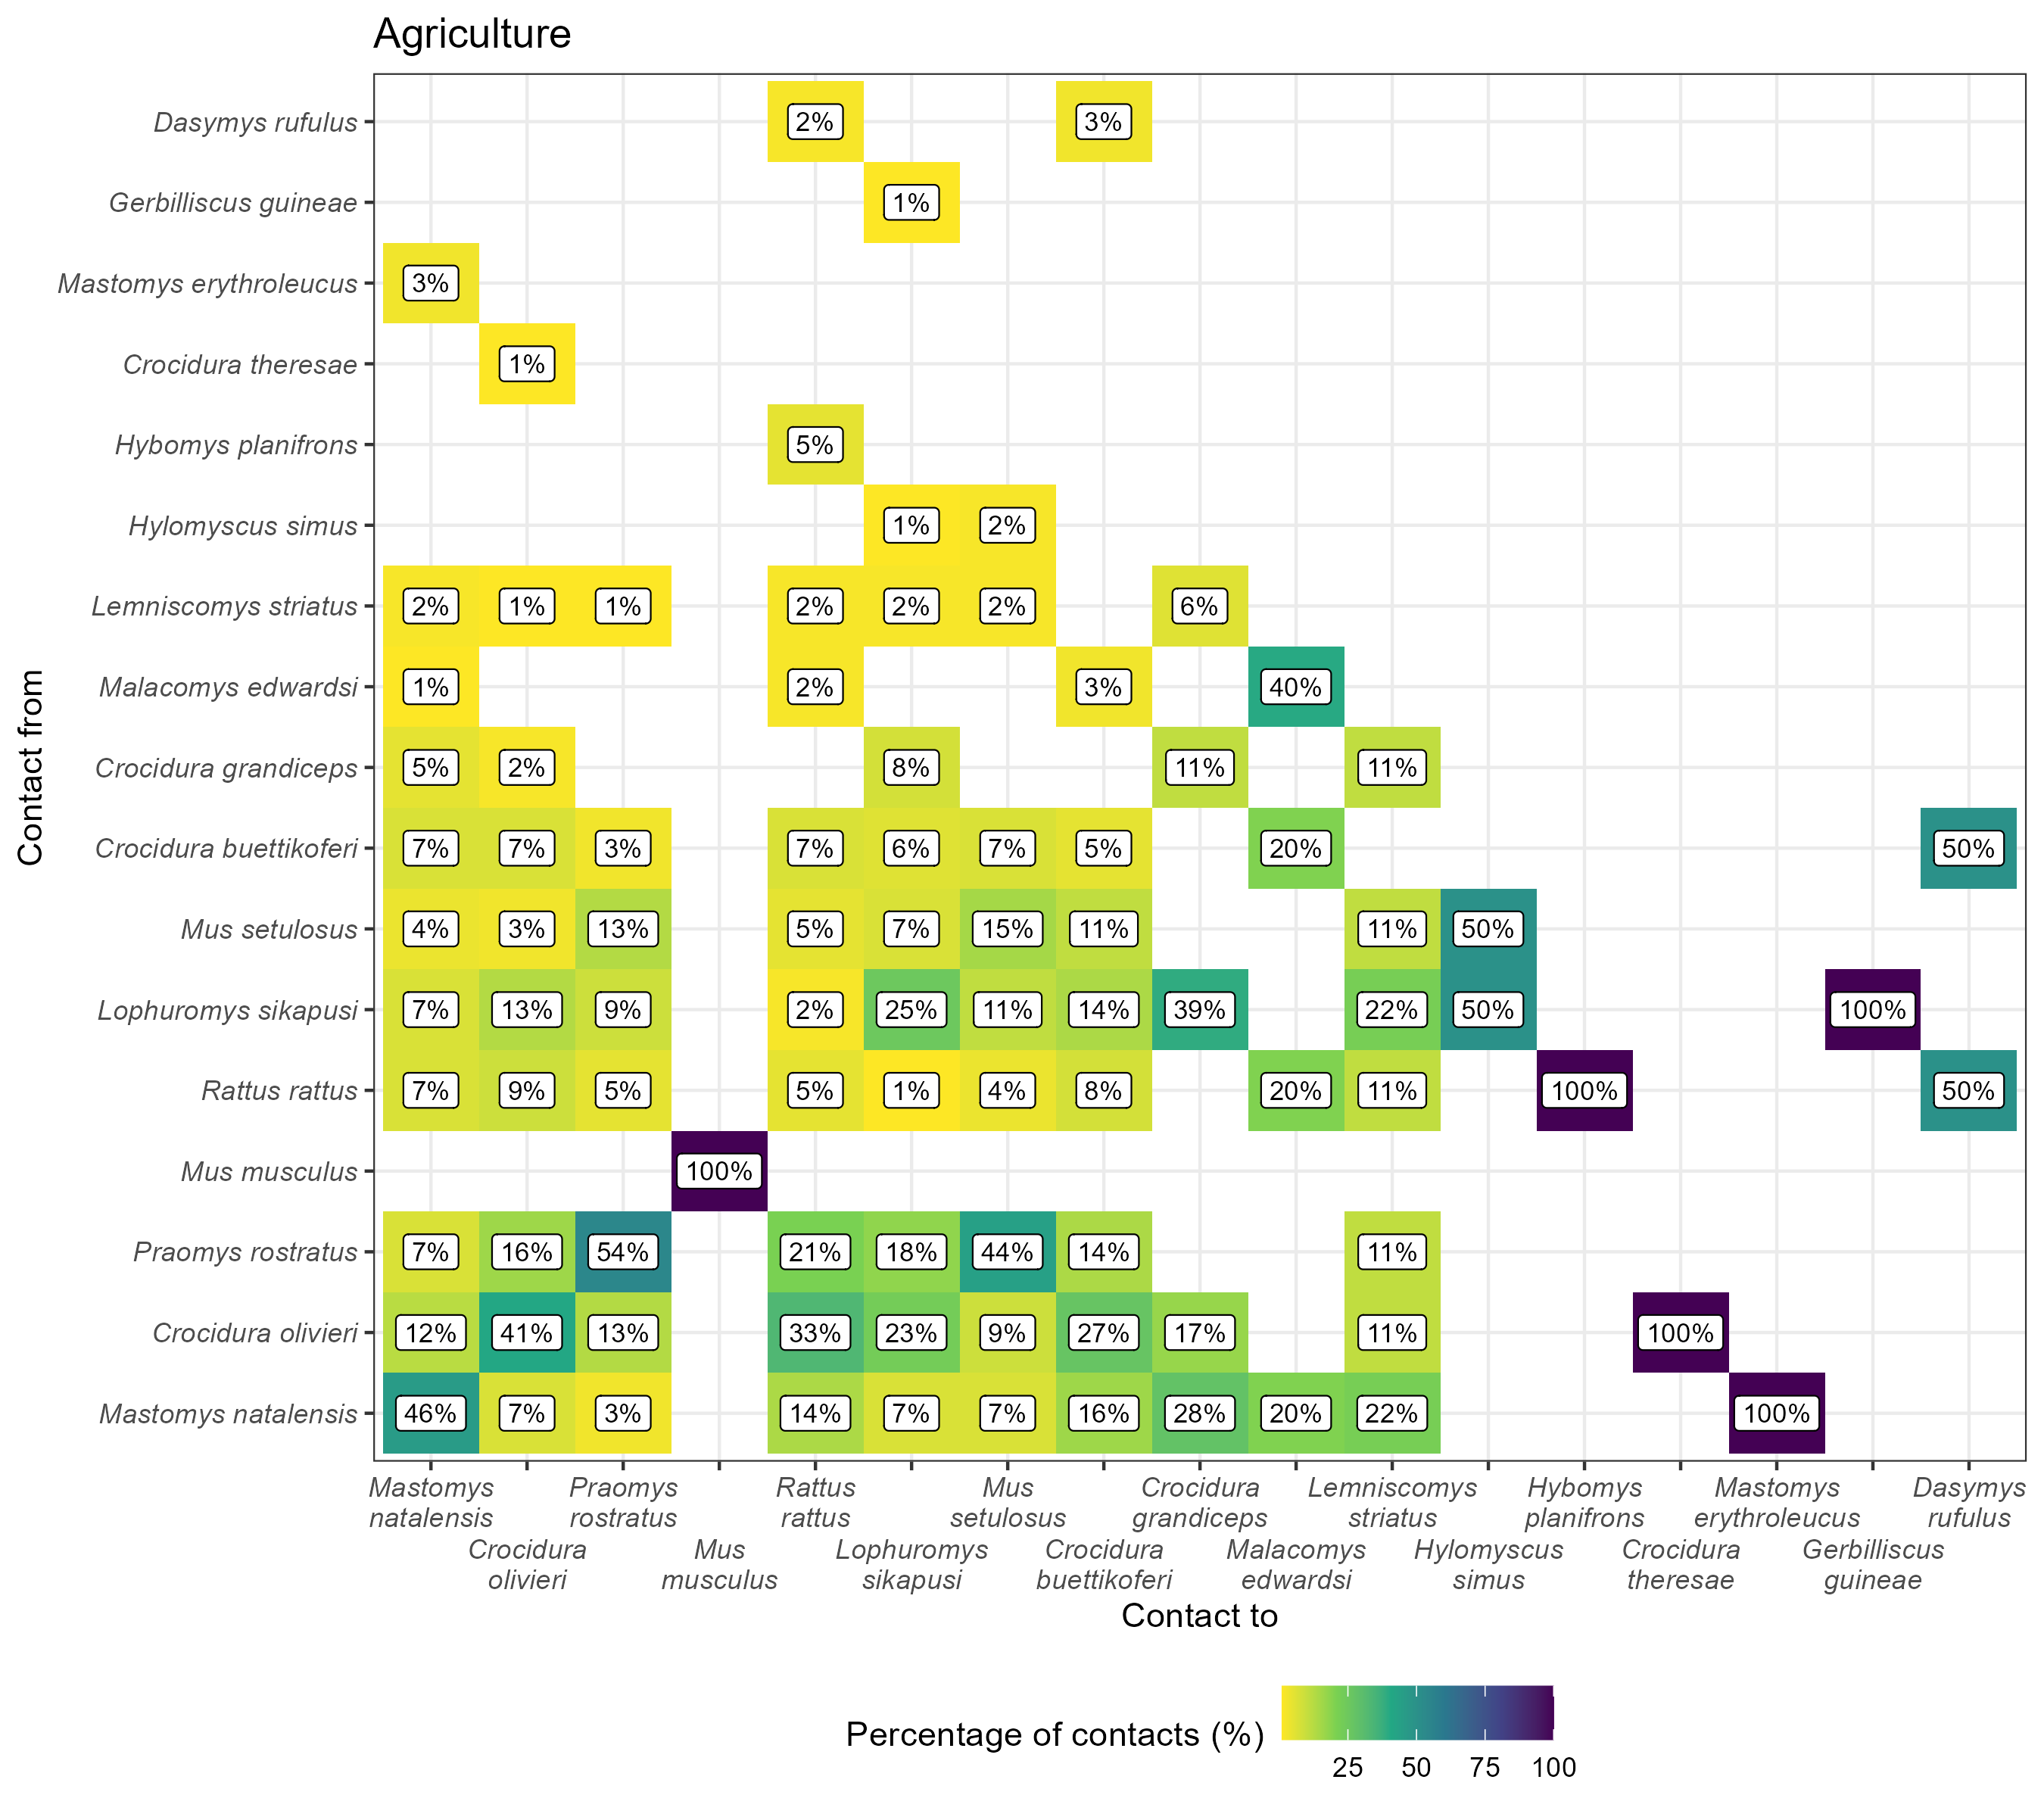 Agriculture
Contact from
Dasymys rufulus 2% 3%
Gerbilliscus guineae 1%
Mastomys erythroleucus 3%
Crocidura theresae 1%
Hybomys planifrons 5%
Hylomyscus simus 1% 2%
Lemniscomys striatus 2% 1% 1% 2% 2% 2% 6%
Malacomys edwardsi 1% 2% 3% 40%
Crocidura grandiceps 5% 2% 8% 11% 11%
Crocidura buettikoferi 7% 7% 3% 7% 6% 7% 5% 20% 50%
Mus setulosus 4% 3% 13% 5% 7% 15% 11% 11% 50%
Lophuromys sikapusi 7% 13% 9% 2% 25% 11% 14% 39% 22% 50% 100%
Rattus rattus 7% 9% 5% 5% 1% 4% 8% 20% 11% 100% 50%
Mus musculus 100%
Praomys rostratus 7% 16% 54% 21% 18% 44% 14% 11%
Crocidura olivieri 12% 41% 13% 33% 23% 9% 27% 17% 11% 100%
Mastomys natalensis 46% 7% 3% 14% 7% 7% 16% 28% 20% 22% 100%
Mastomys Praomys Rattus Mus Crocidura Lemniscomys Hybomys Mastomys Dasymys
natalensis rostratus rattus setulosus grandiceps striatus planifrons erythroleucus rufulus
Crocidura Mus Lophuromys Crocidura Malacomys Hylomyscus Crocidura Gerbilliscus
olivieri musculus sikapusi buettikoferi edwardsi simus theresae guineae
Contact to
Percentage of contacts (%)
25 50 75 100